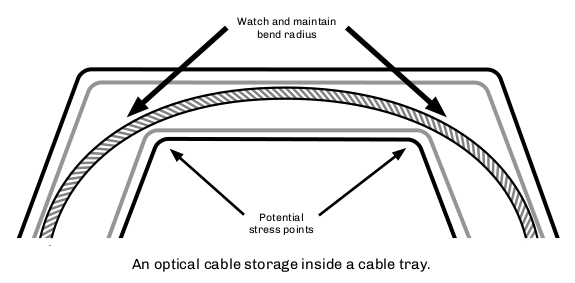 Watch and maintain
bend radius
Potential
stress points
An optical cable storage inside a cable tray.